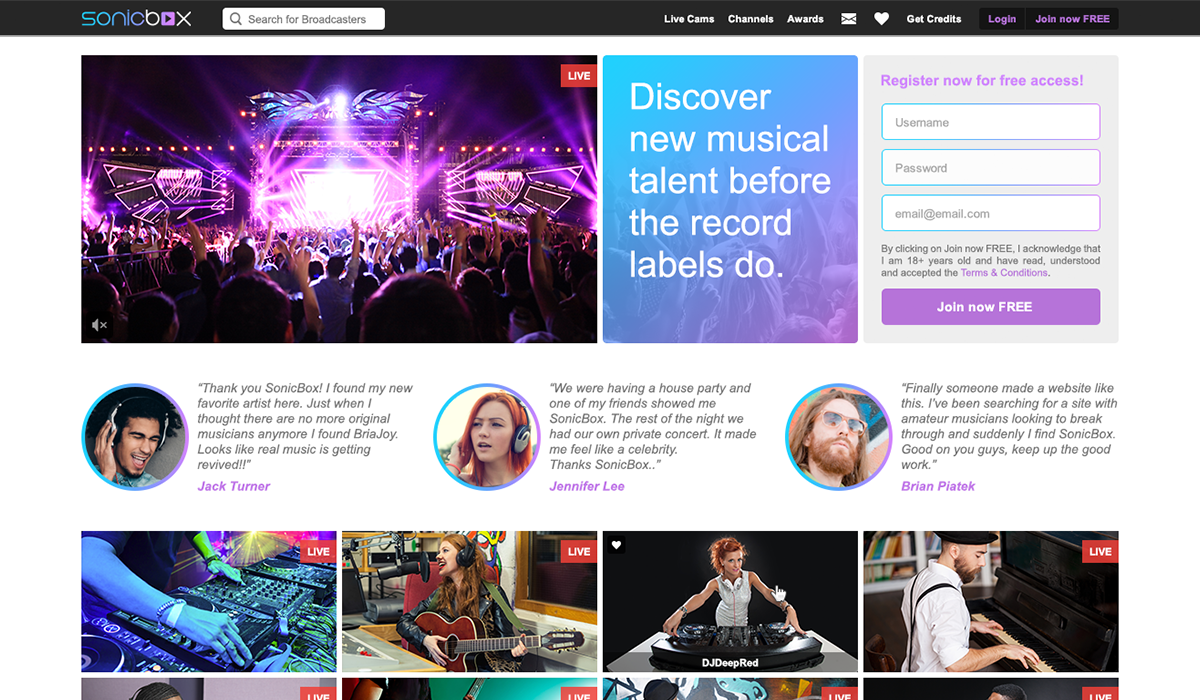 sonicbox
Search for Broadcasters
Live Cams
Channels
Awards
Get Credits
Login
Join now FREE
LIVE
HANDS UP!
Discover
new musical
talent before
the record
labels do.
Register now for free access!
Username
Password
email@email.com
By clicking on Join now FREE, I acknowledge that
I am 18+ years old and have read, understood
and accepted the Terms & Conditions.
Join now FREE
"Thank you SonicBox! I found my new
favorite artist here. Just when I
thought there are no more original
musicians anymore I found BriaJoy.
Looks like real music is getting
revived!!"
Jack Turner
"We were having a house party and
one of my friends showed me
SonicBox. The rest of the night we
had our own private concert. It made
me feel like a celebrity.
Thanks SonicBox.."
Jennifer Lee
"Finally someone made a website like
this. I've been searching for a site with
amateur musicians looking to break
through and suddenly I find SonicBox.
Good on you guys, keep up the good
work."
Brian Piatek
LIVE
LIVE
DJDeepRed
LIVE
LIVE
LIVE
LIVE
LIVE